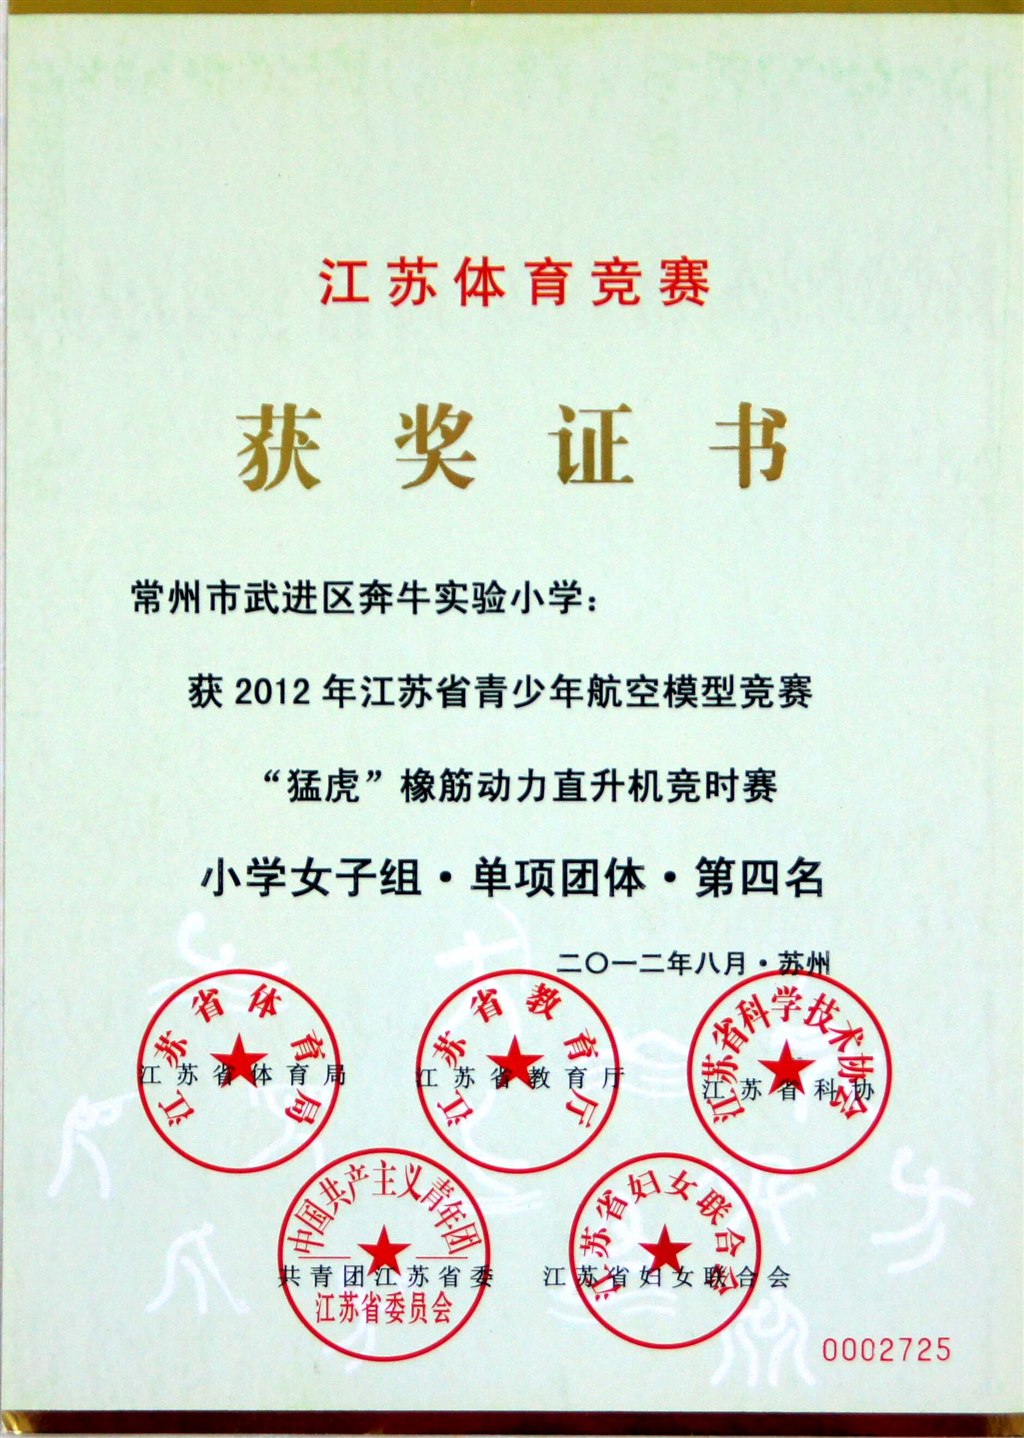 江苏体育竞赛
获奖证书
常州市武进区奔牛实验小学：
获 2012 年江苏省青少年航空模型竞赛
“猛虎”橡筋动力直升机竞时赛
小学女子组·单项团体·第四名
二〇一二年八月·苏州
江苏省体育局
江苏省体育局
江苏省教育厅
江苏省教育厅
江苏省科学技术协会
江苏省科协
中国共产主义青年团
共青团江苏省委
江苏省委员会
江苏省妇女联合会
江苏省妇女联合会
0002725